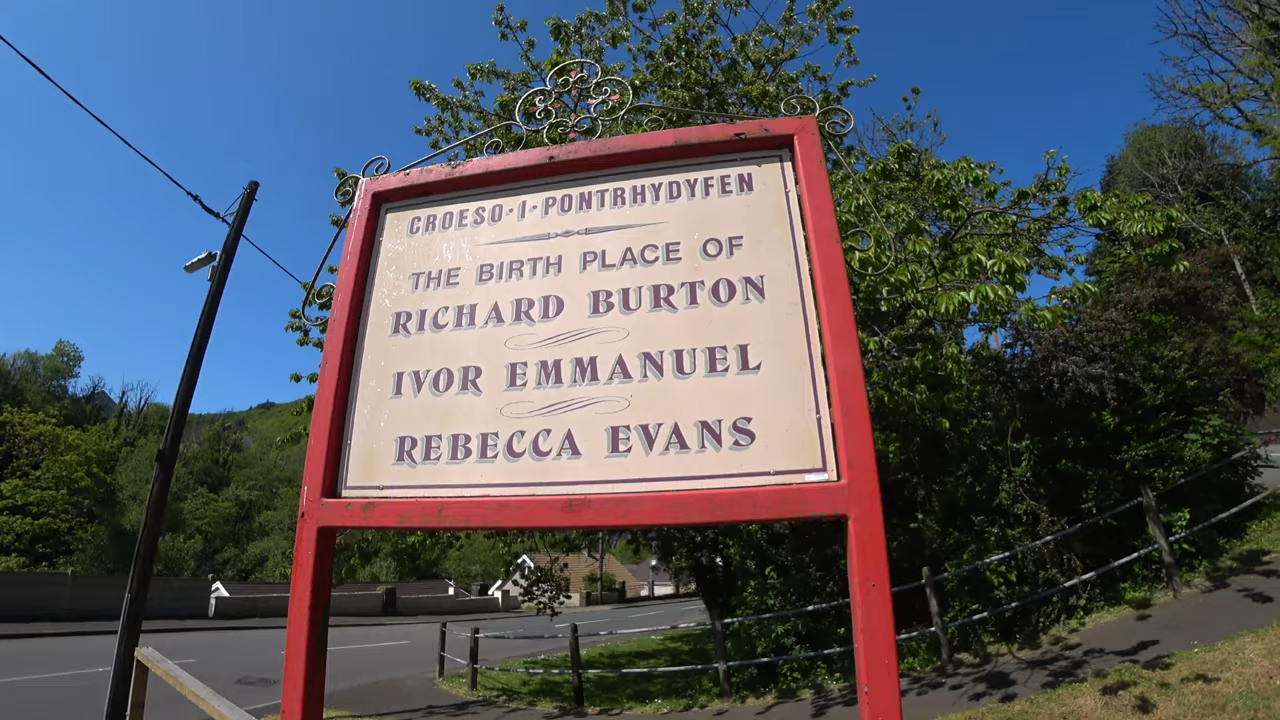 CROESO·I·PONTRHYDYFEN
THE BIRTH PLACE OF
RICHARD BURTON
IVOR EMMANUEL
REBECCA EVANS